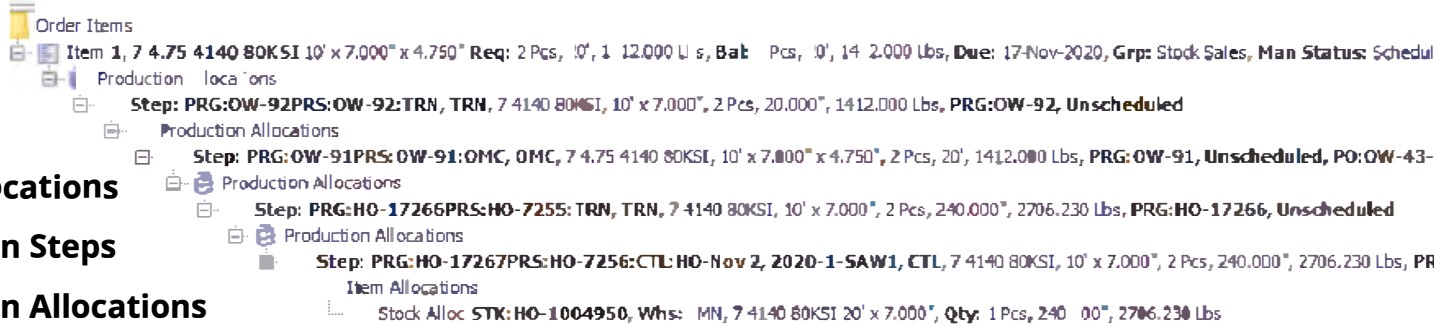 Order Items
Item 1, 7 4.75 4140 80KSI 10' x 7.000" x 4.750" Req: 2 Pcs, Pcs, Due: 17-Nov-2020, Grp: Stock Sales, Man Status: Schedul
Production
Step: PRG:OW-92PRS:OW-92:TRN, TRN, 7 4140 80KSI, 10' x 7.000", 2 Pcs, 20.000", 1412.000 Lbs, PRG:OW-92, Unscheduled
Production Allocations
Step: PRG:OW-91PRS:OW-91:OMC, OMC, 7 4.75 4140 80KSI, 10' x 7.000" x 4.750", 2 Pcs, 20', 1412.000 Lbs, PRG:OW-91, Unscheduled, PO:OW-43-
ocations
Production Allocations
Step: PRG:HO-17266PRS:HO-7255:TRN, TRN, 7 4140 80KSI, 10' x 7.000", 2 Pcs, 240.000", 2706.230 Lbs, PRG:HO-17266, Unscheduled
n Steps
Production Allocations
Step: PRG:HO-17267PRS:HO-7256:CTL:HO-Nov 2, 2020-1-SAW1, CTL, 7 4140 80KSI, 10' x 7.000", 2 Pcs, 240.000", 2706.230 Lbs, PR
Item Allocations
n Allocations
Stock Alloc STK:HO-1004950, Whs: MN, 7 4140 80KSI 20' x 7.000", Qty: 1 Pcs, 2706.230 Lbs